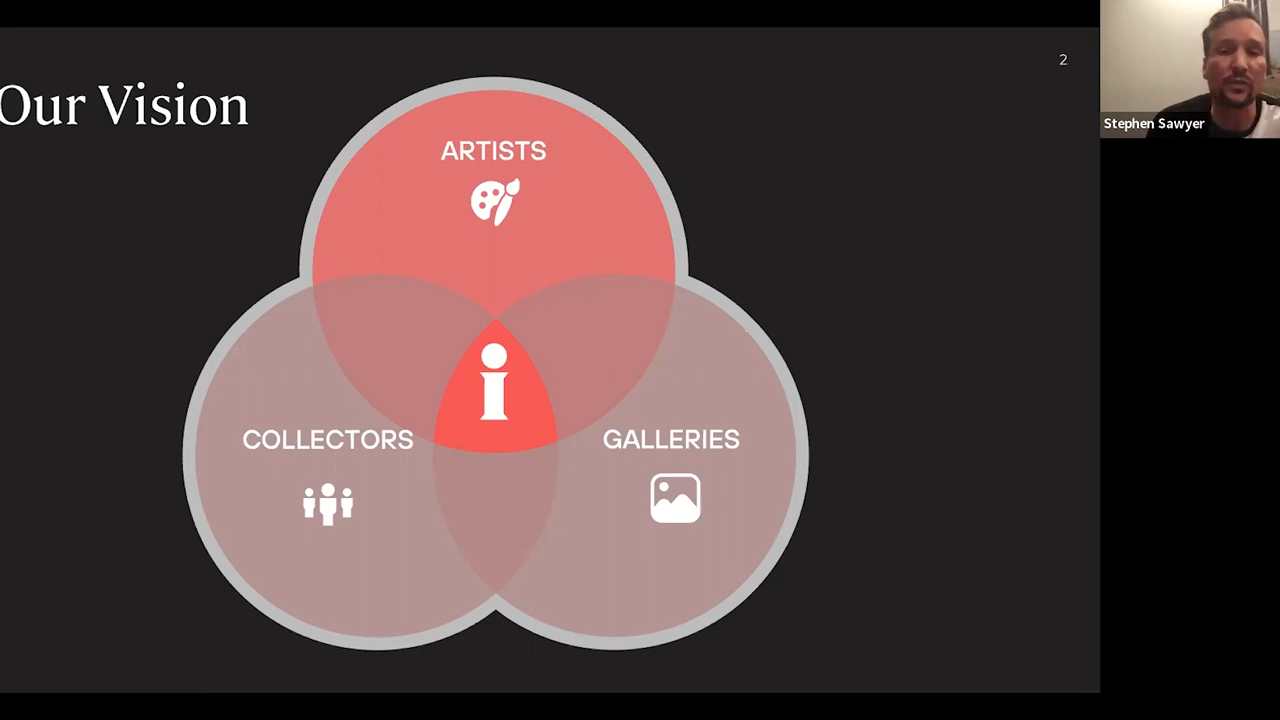 2
Our Vision
ARTISTS
i
COLLECTORS
GALLERIES
Stephen Sawyer